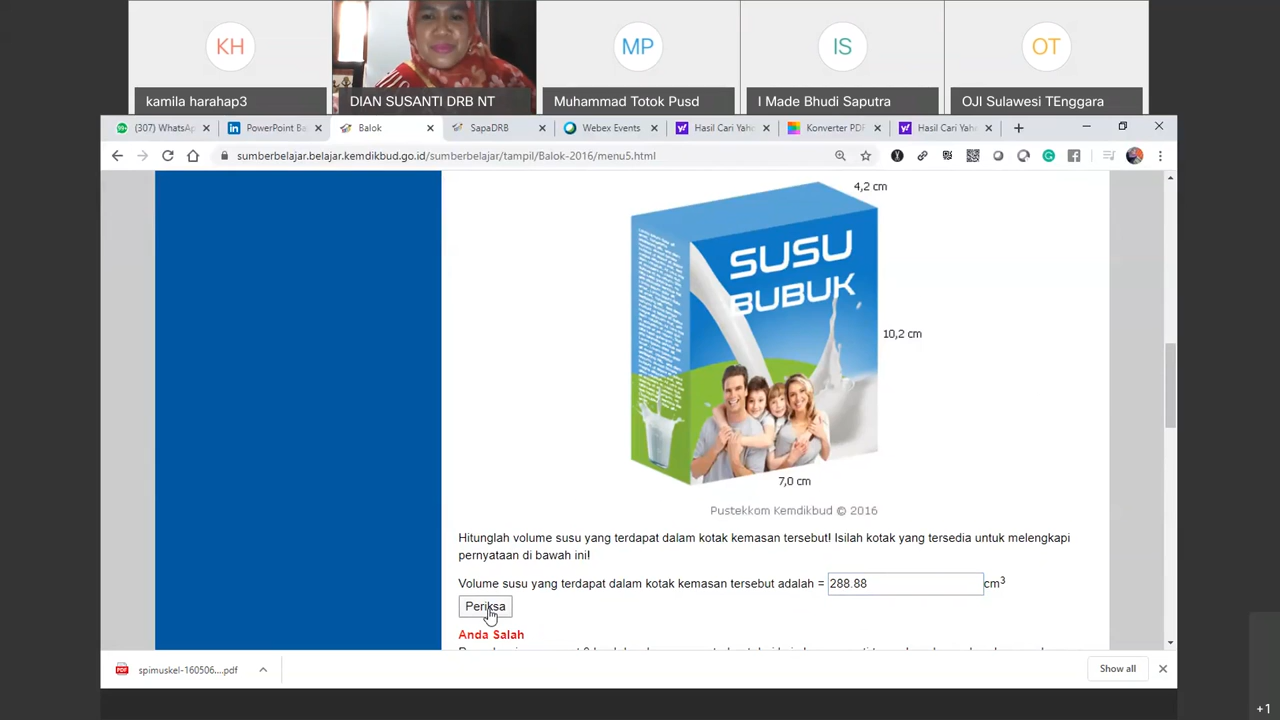 KH
MP
IS
OT
kamila harahap3
DIAN SUSANTI DRB NT
Muhammad Totok Pusd
I Made Bhudi Saputra
OJI Sulawesi TEnggara
(307) WhatsAp
PowerPoint Ba
Balok
SapaDRB
Webex Events
Hasil Cari Yah
Konverter PDF
Hasil Cari Yah
sumberbelajar.belajar.kemdikbud.go.id/sumberbelajar/tampil/Balok-2016/menu5.html
4,2 cm
SUSU
BUBUK
10,2 cm
7,0 cm
Pustekkom Kemdikbud © 2016
Hitunglah volume susu yang terdapat dalam kotak kemasan tersebut! Isilah kotak yang tersedia untuk melengkapi
pernyataan di bawah ini!
Volume susu yang terdapat dalam kotak kemasan tersebut adalah = 288.88 cm³
Periksa
Anda Salah
spimuskel-160506....pdf
Show all
+1